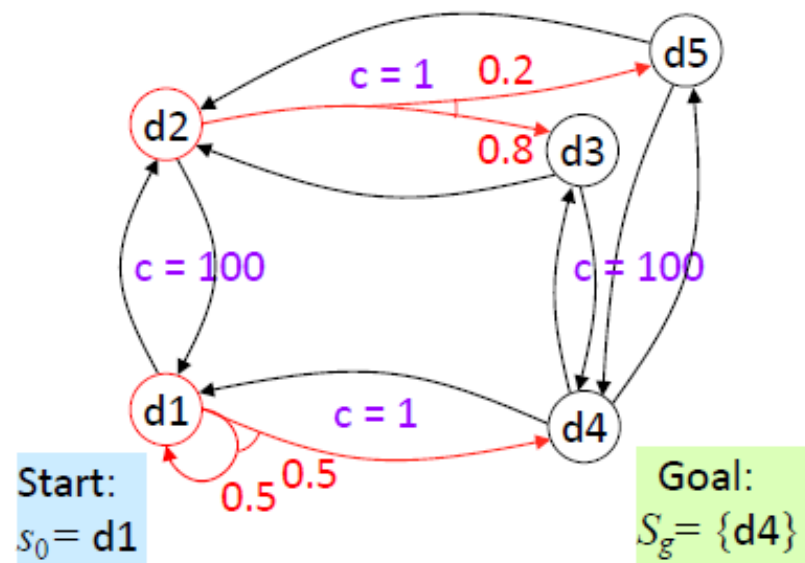 d5
c = 1
0.2
d2
0.8
d3
c = 100
c = 100
d1
c = 1
d4
0.5
0.5
Start:
s₀= d1
Goal:
S_g= {d4}